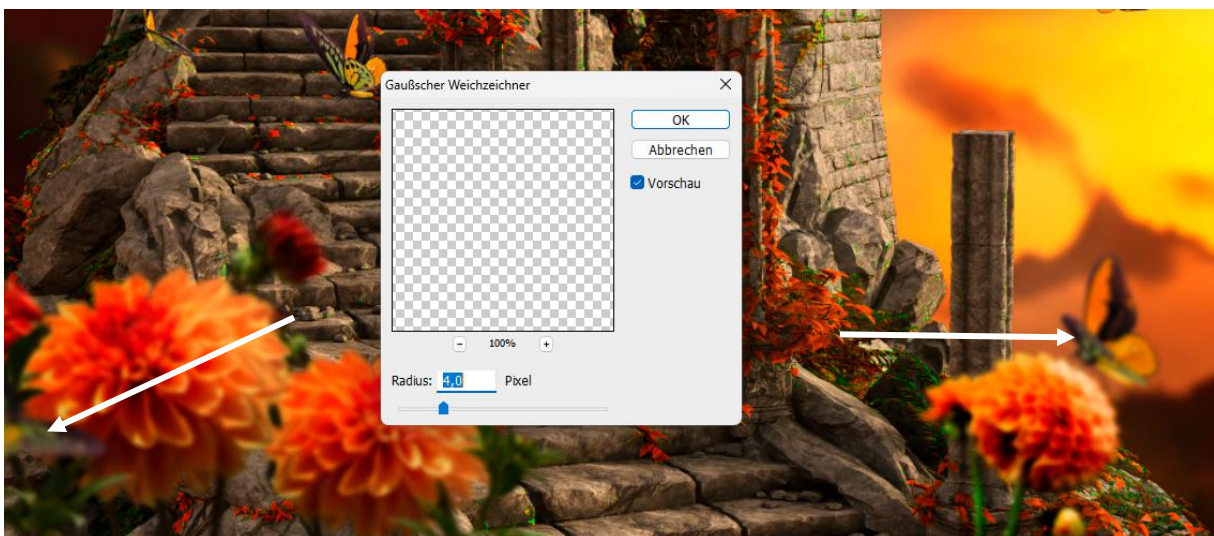 Gaußscher Weichzeichner
OK
Abbrechen
Vorschau
100%
Radius: 4,0 Pixel